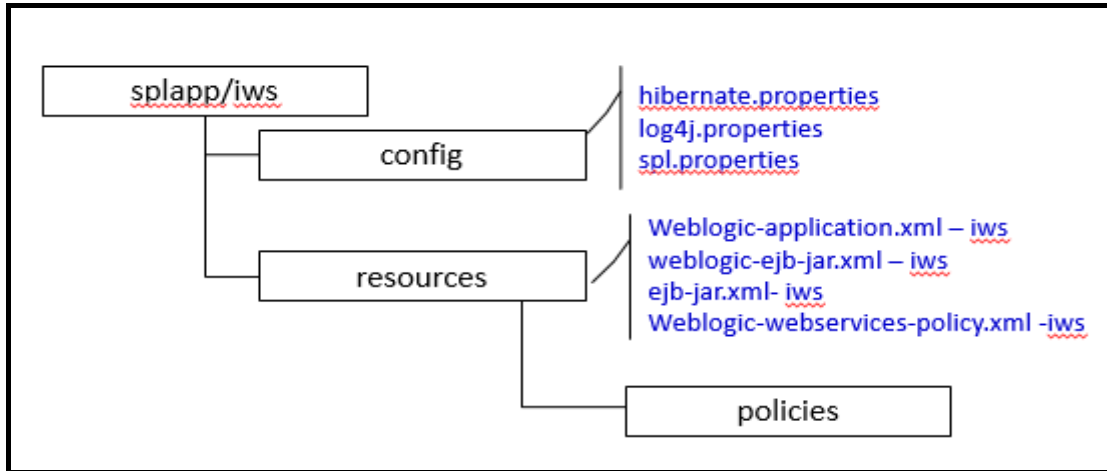 splapp/iws
config
hibernate.properties
log4j.properties
spl.properties
resources
Weblogic-application.xml – iws
weblogic-ejb-jar.xml – iws
ejb-jar.xml- iws
Weblogic-webservices-policy.xml -iws
policies